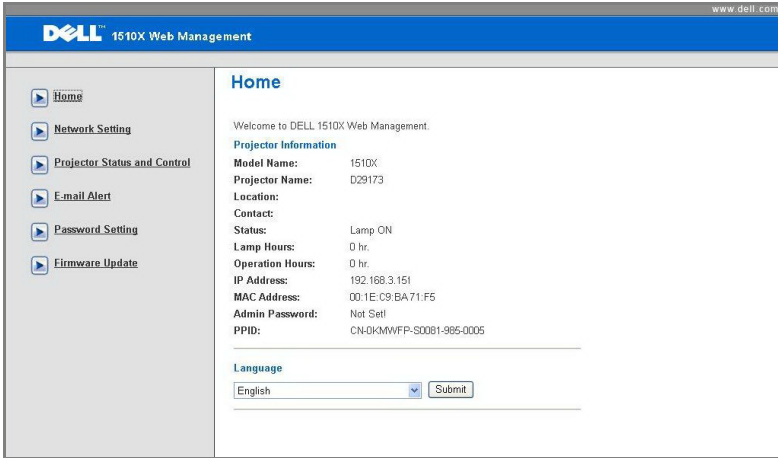 www.dell.com
DELL™ 1510X Web Management
Home
Network Setting
Projector Status and Control
E-mail Alert
Password Setting
Firmware Update
Home
Welcome to DELL 1510X Web Management.
Projector Information
Model Name: 1510X
Projector Name: D29173
Location:
Contact:
Status: Lamp ON
Lamp Hours: 0 hr.
Operation Hours: 0 hr.
IP Address: 192.168.3.151
MAC Address: 00:1E:C9:BA:71:F5
Admin Password: Not Set!
PPID: CN-0KMWFP-S0081-985-0005
Language
English Submit